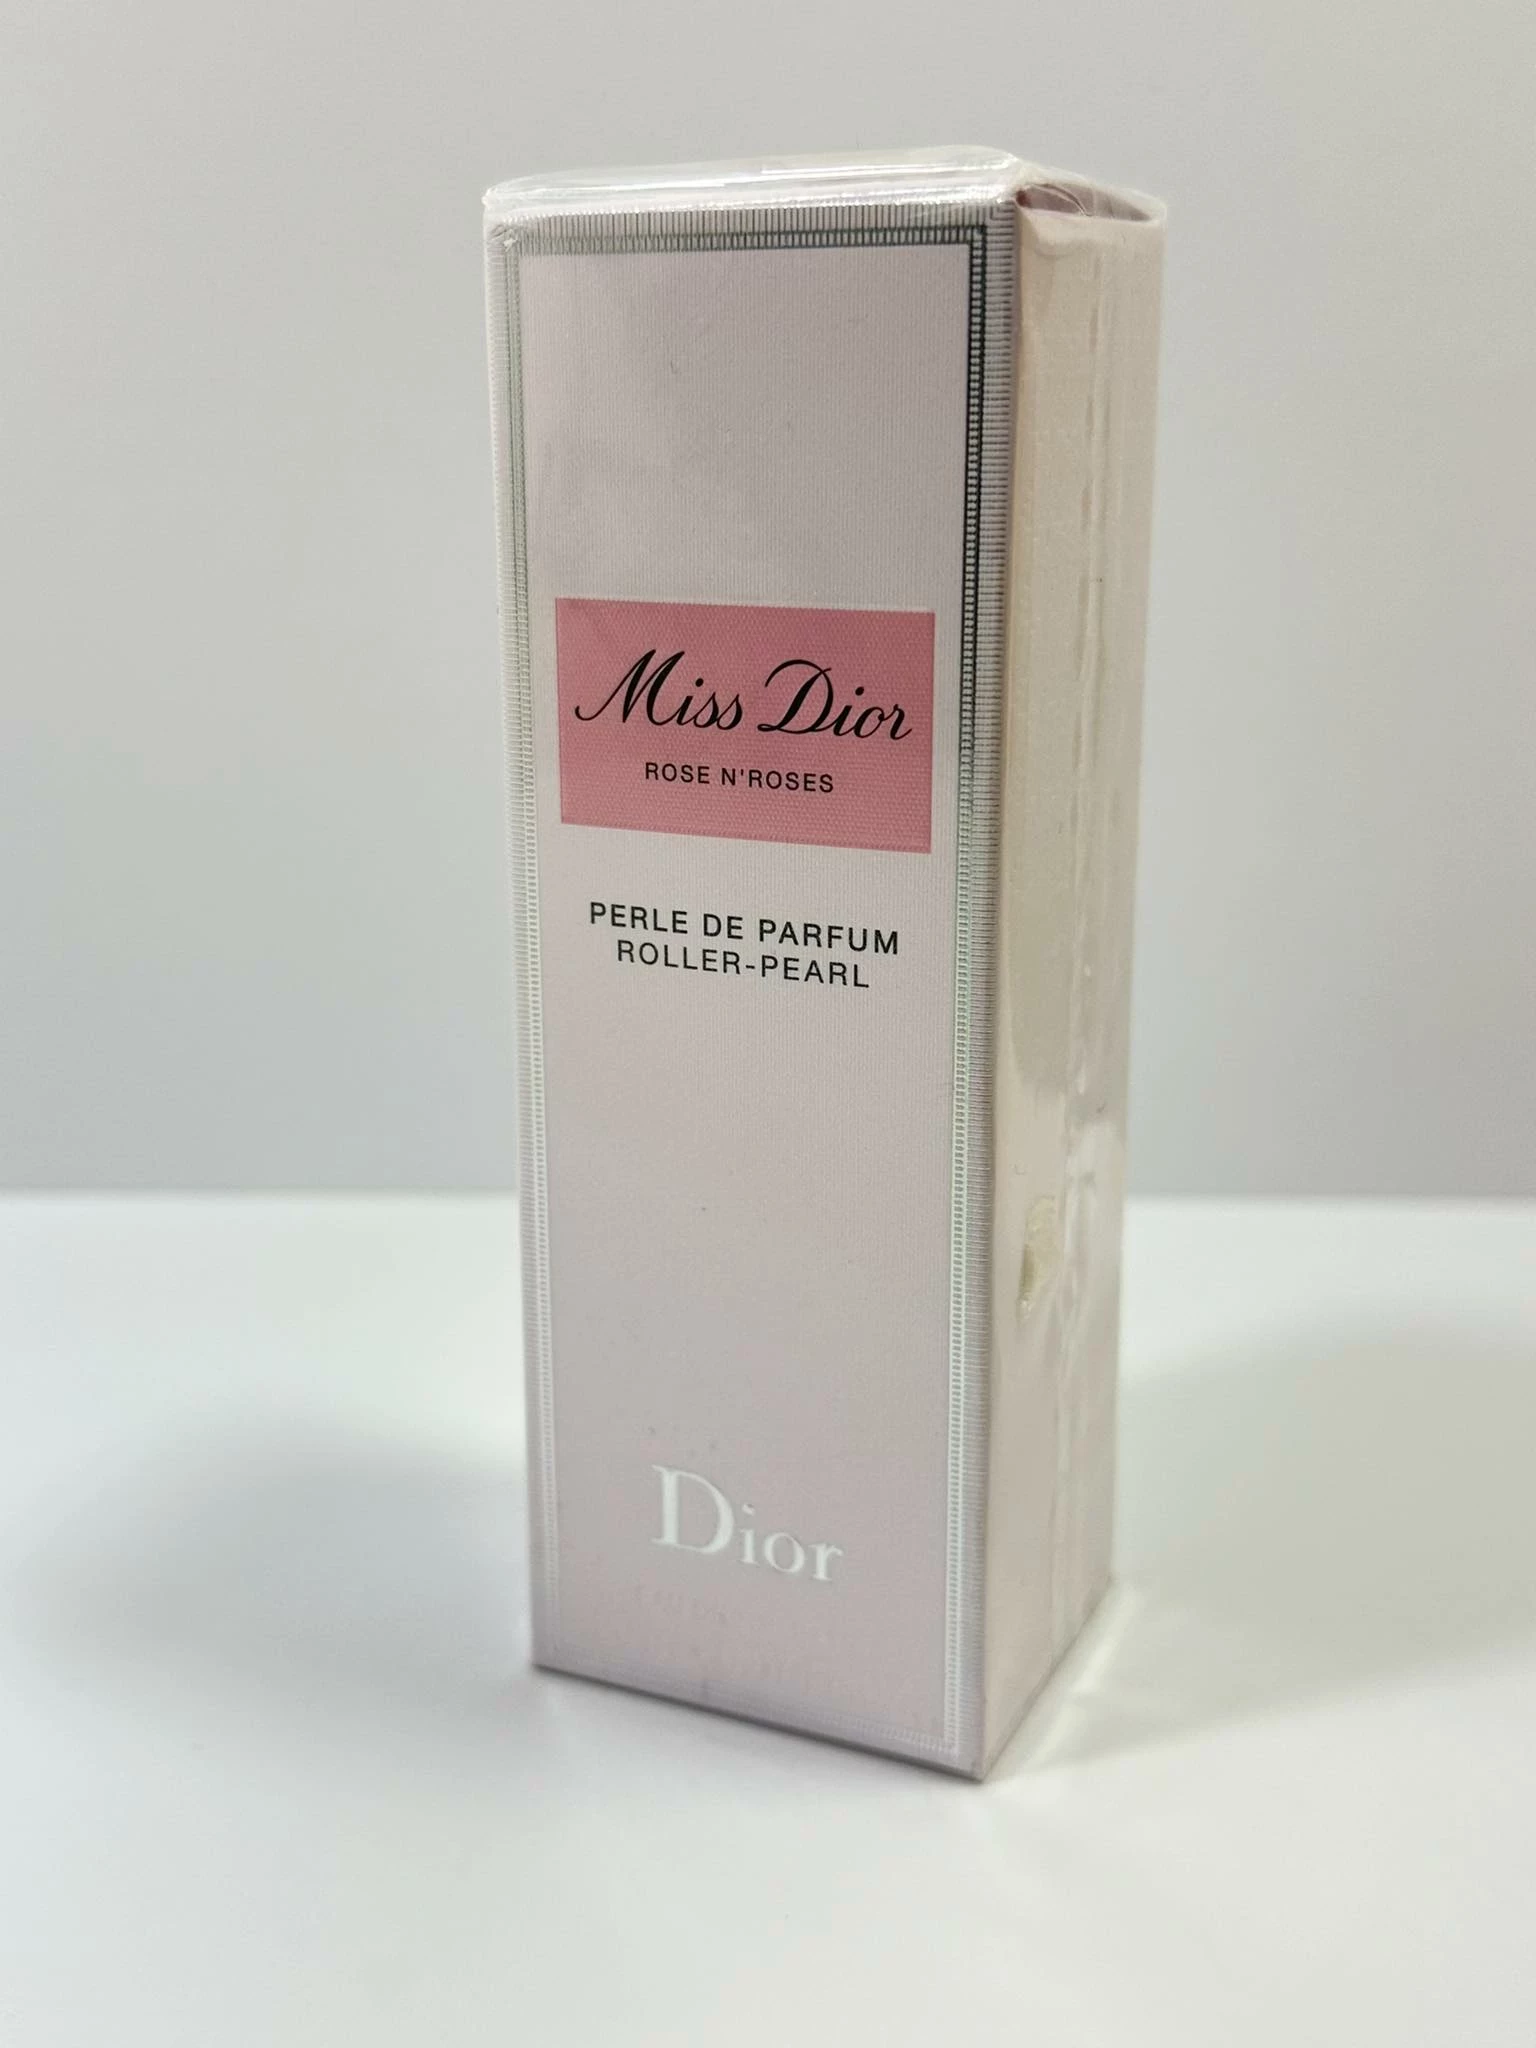 Miss Dior
ROSE N'ROSES
PERLE DE PARFUM
ROLLER-PEARL
Dior